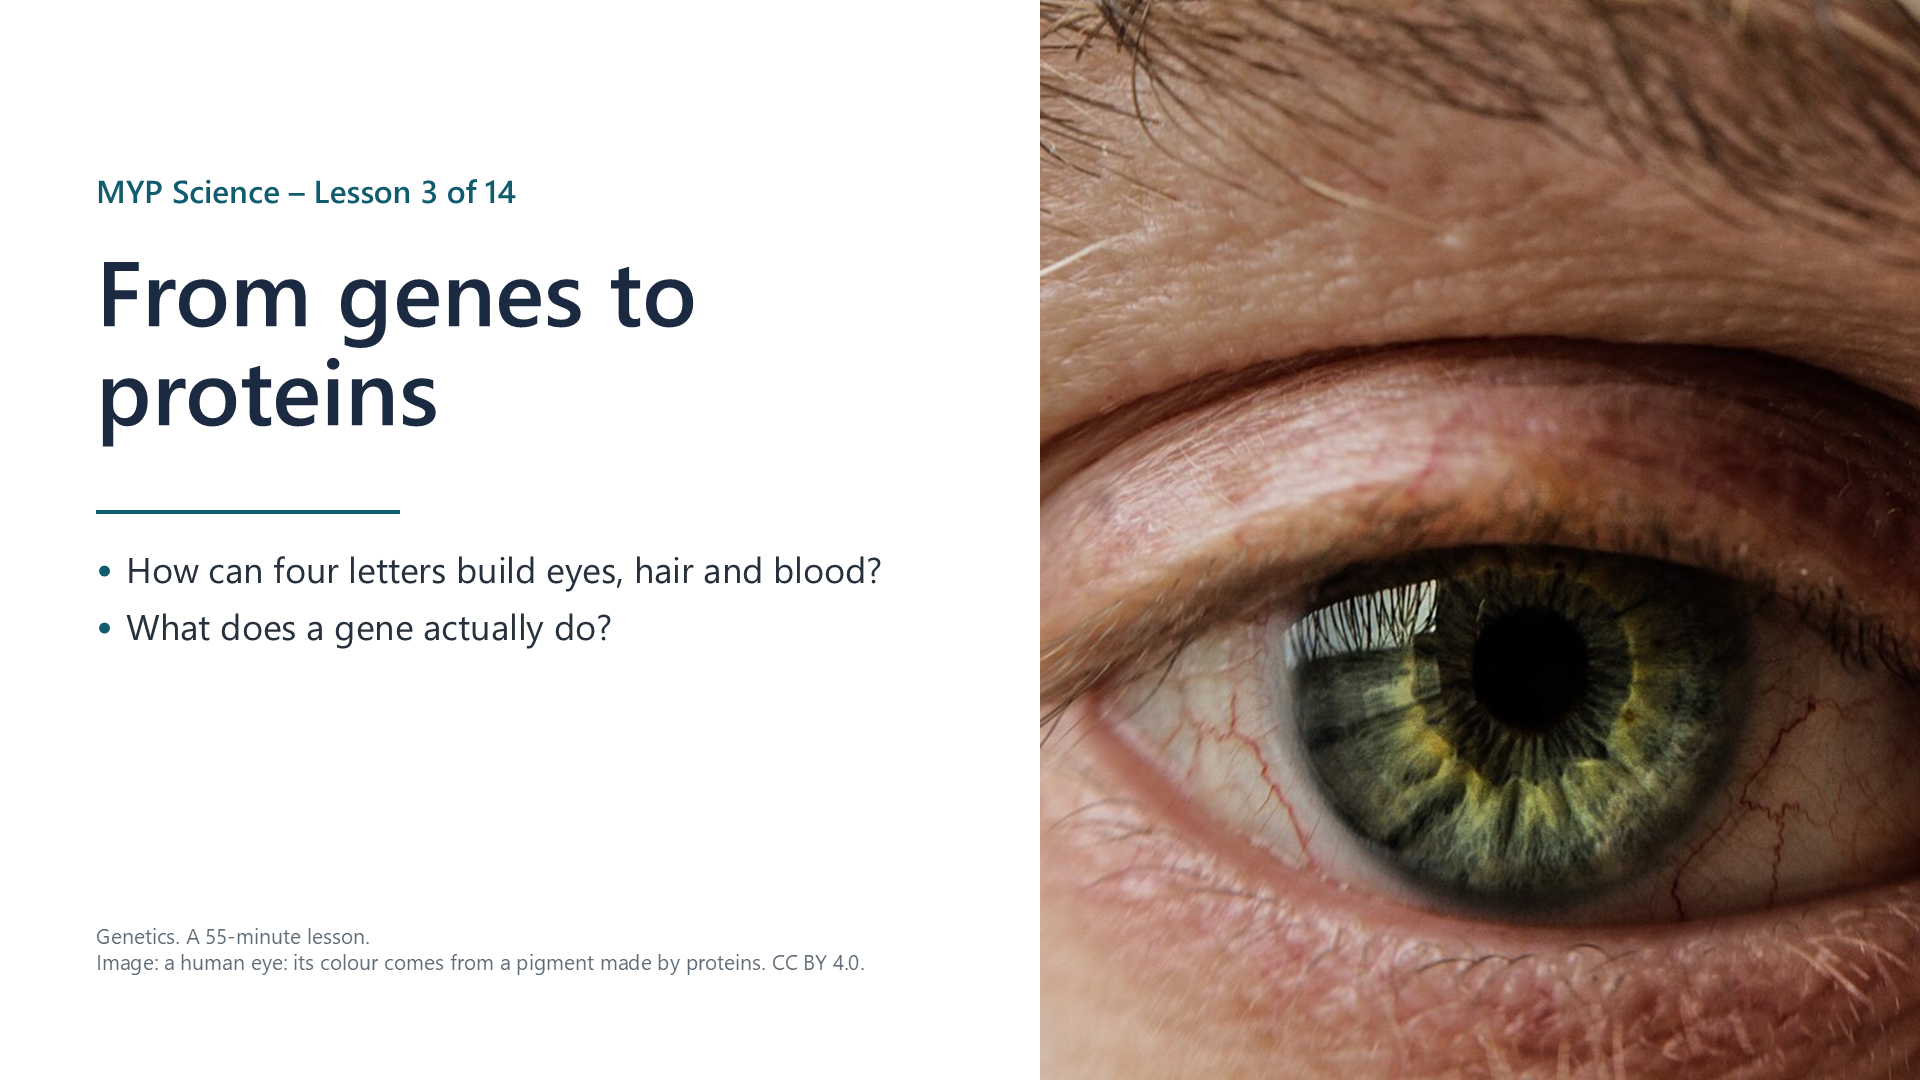 MYP Science – Lesson 3 of 14
From genes to
proteins
• How can four letters build eyes, hair and blood?
• What does a gene actually do?
Genetics. A 55-minute lesson.
Image: a human eye: its colour comes from a pigment made by proteins. CC BY 4.0.